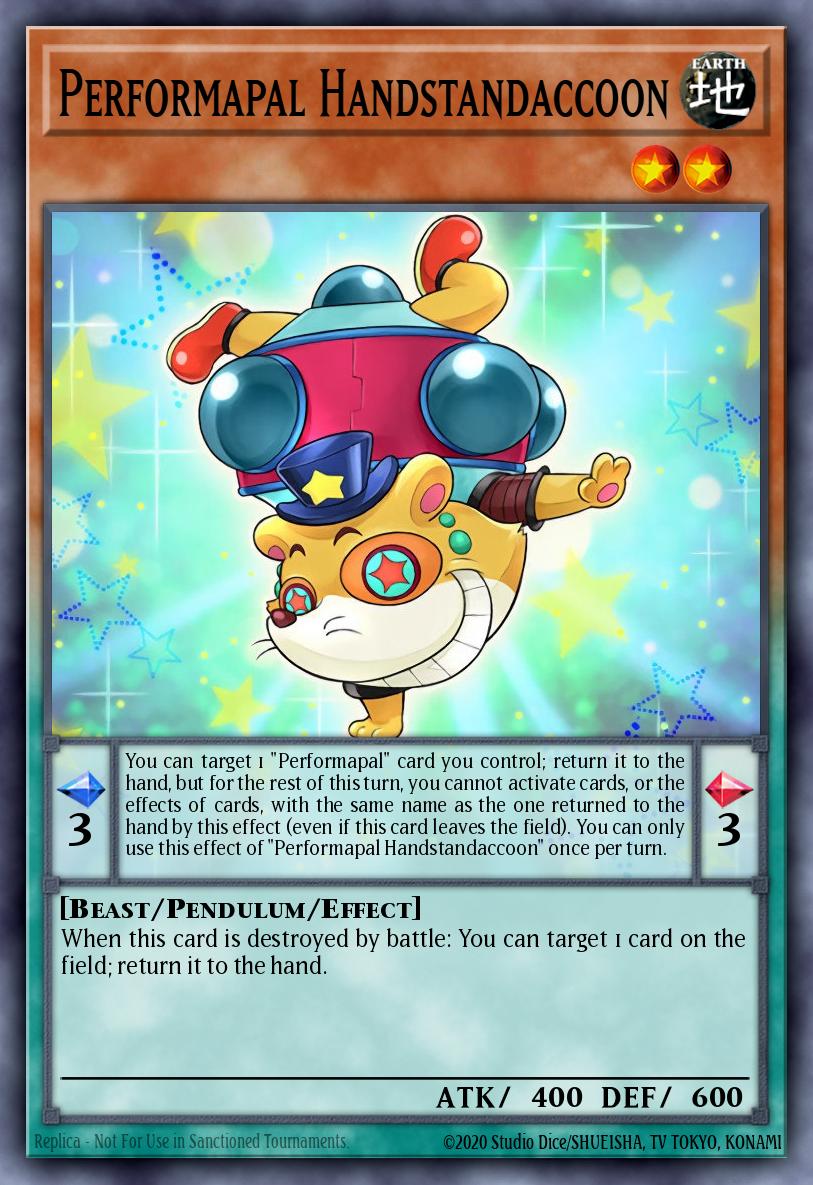 Performapal Handstandaccoon
EARTH
地
You can target 1 "Performapal" card you control; return it to the
hand, but for the rest of this turn, you cannot activate cards, or the
effects of cards, with the same name as the one returned to the
hand by this effect (even if this card leaves the field). You can only
use this effect of "Performapal Handstandaccoon" once per turn.
3
3
[Beast/Pendulum/Effect]
When this card is destroyed by battle: You can target 1 card on the
field; return it to the hand.
ATK/ 400 DEF/ 600
Replica - Not For Use in Sanctioned Tournaments.
©2020 Studio Dice/SHUEISHA, TV TOKYO, KONAMI